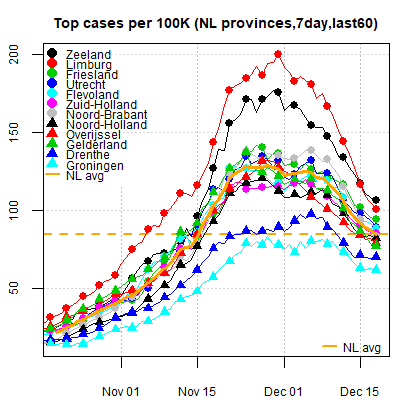 Top cases per 100K (NL provinces,7day,last60)
200
150
100
50
Zeeland
Limburg
Friesland
Utrecht
Flevoland
Zuid-Holland
Noord-Brabant
Noord-Holland
Overijssel
Gelderland
Drenthe
Groningen
NL avg
NL avg
Nov 01 Nov 15 Dec 01 Dec 15